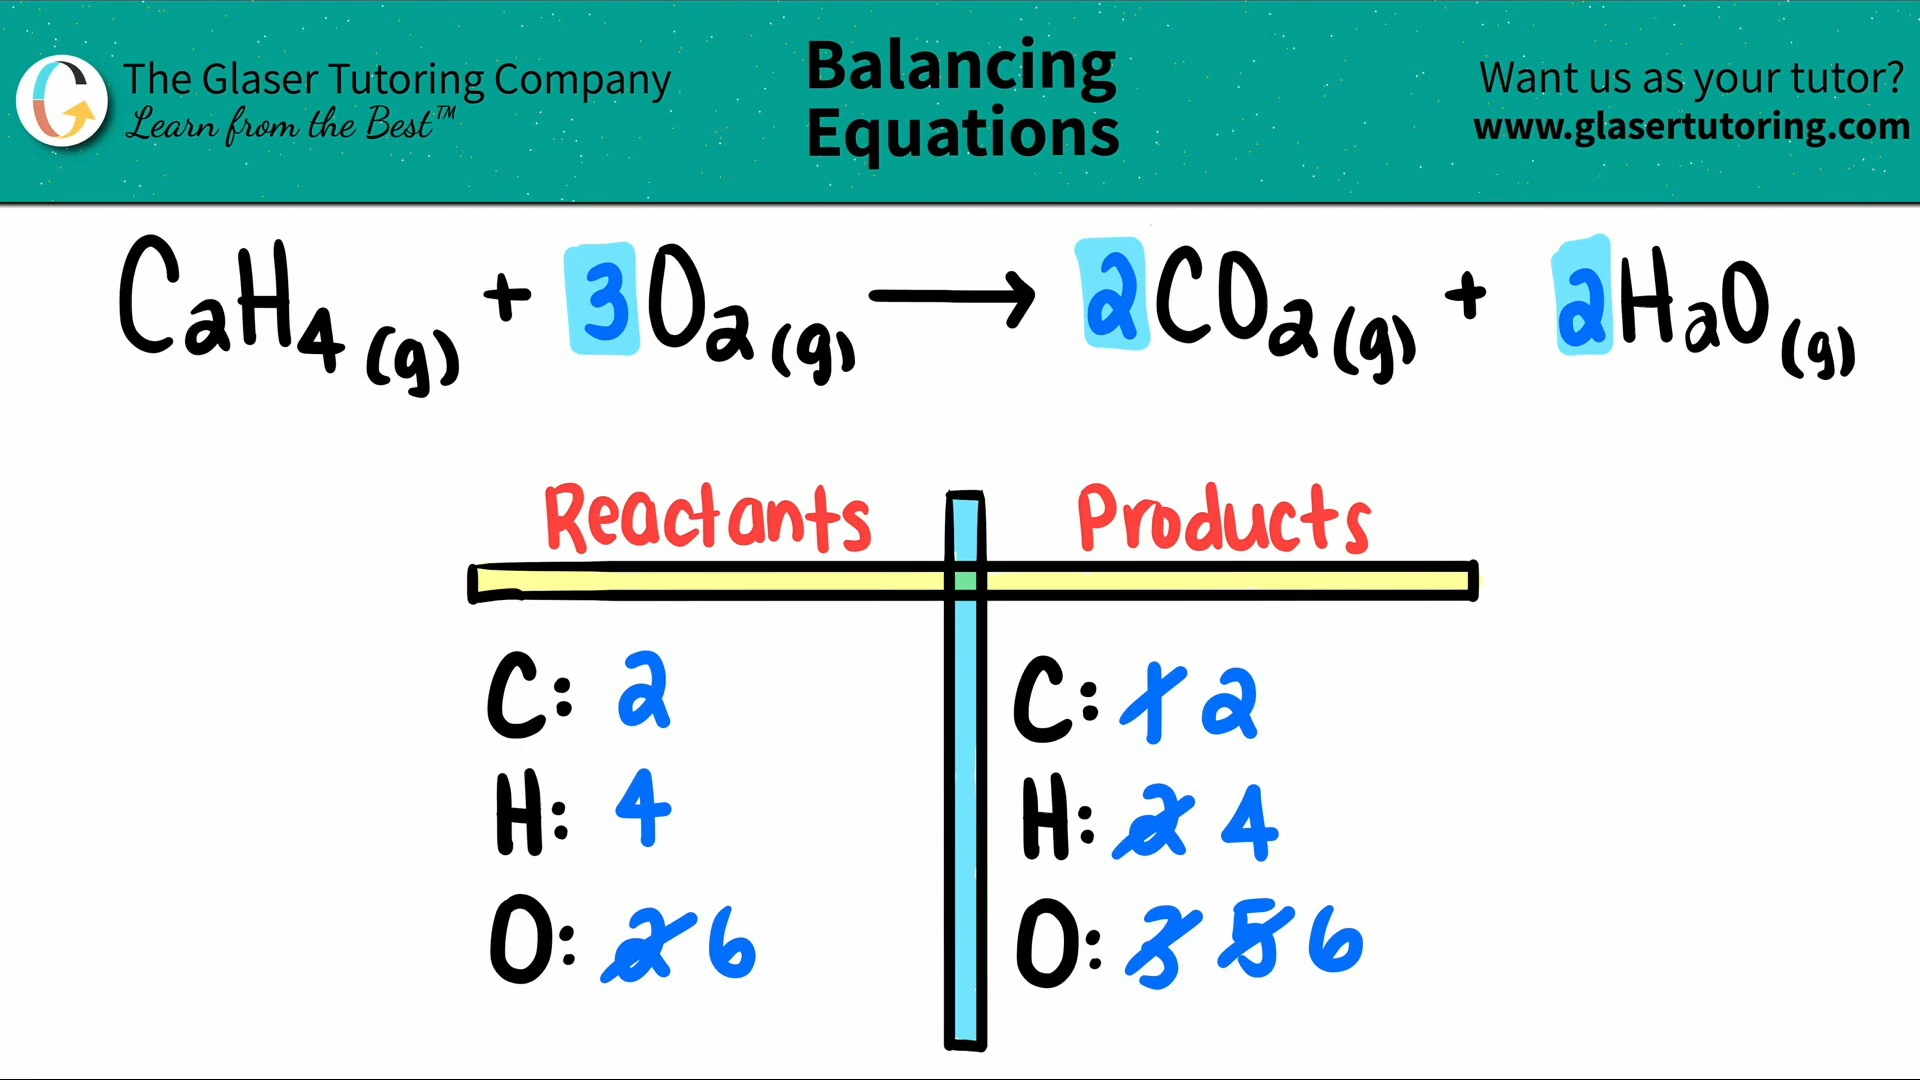 The Glaser Tutoring Company
Learn from the Best™
Balancing
Equations
Want us as your tutor?
www.glasertutoring.com
C₂H₄(g) + 3O₂(g) ⟶ 2CO₂(g) + 2H₂O(g)
Reactants Products
C: 2 C: 1 2
H: 4 H: 2 4
O: 2 6 O: 3 5 6